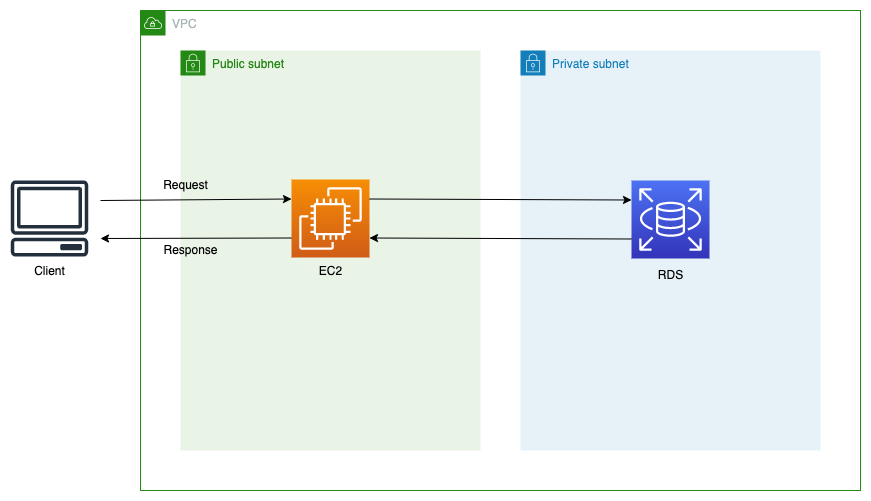 VPC
Public subnet
Private subnet
Request
Response
Client
EC2
RDS